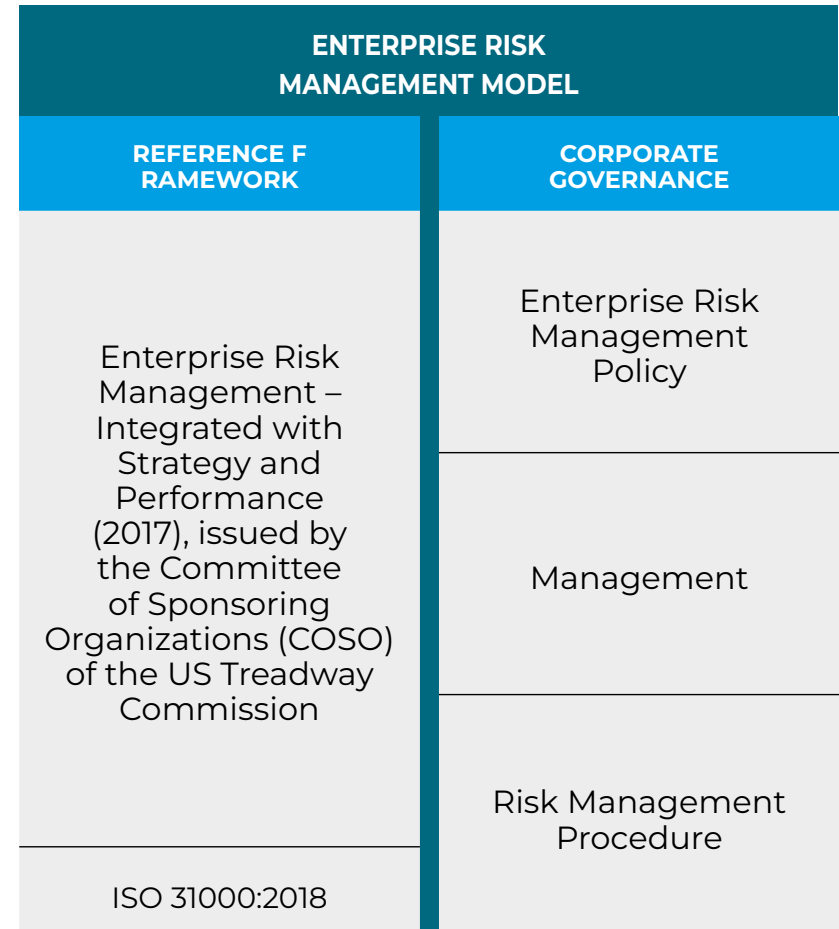 ENTERPRISE RISK
MANAGEMENT MODEL
REFERENCE F
RAMEWORK
Enterprise Risk
Management –
Integrated with
Strategy and
Performance
(2017), issued by
the Committee
of Sponsoring
Organizations (COSO)
of the US Treadway
Commission
ISO 31000:2018
CORPORATE
GOVERNANCE
Enterprise Risk
Management
Policy
Management
Risk Management
Procedure